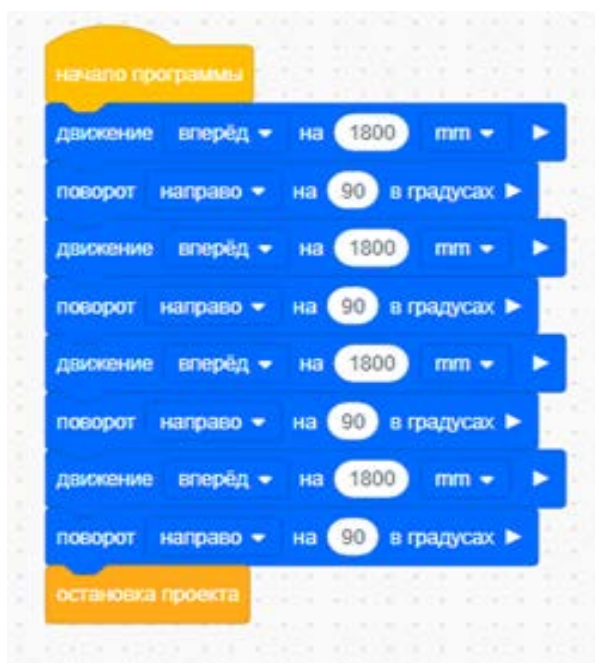 начало программы
движение вперёд на 1800 mm
поворот направо на 90 в градусах
движение вперёд на 1800 mm
поворот направо на 90 в градусах
движение вперёд на 1800 mm
поворот направо на 90 в градусах
движение вперёд на 1800 mm
поворот направо на 90 в градусах
остановка проекта